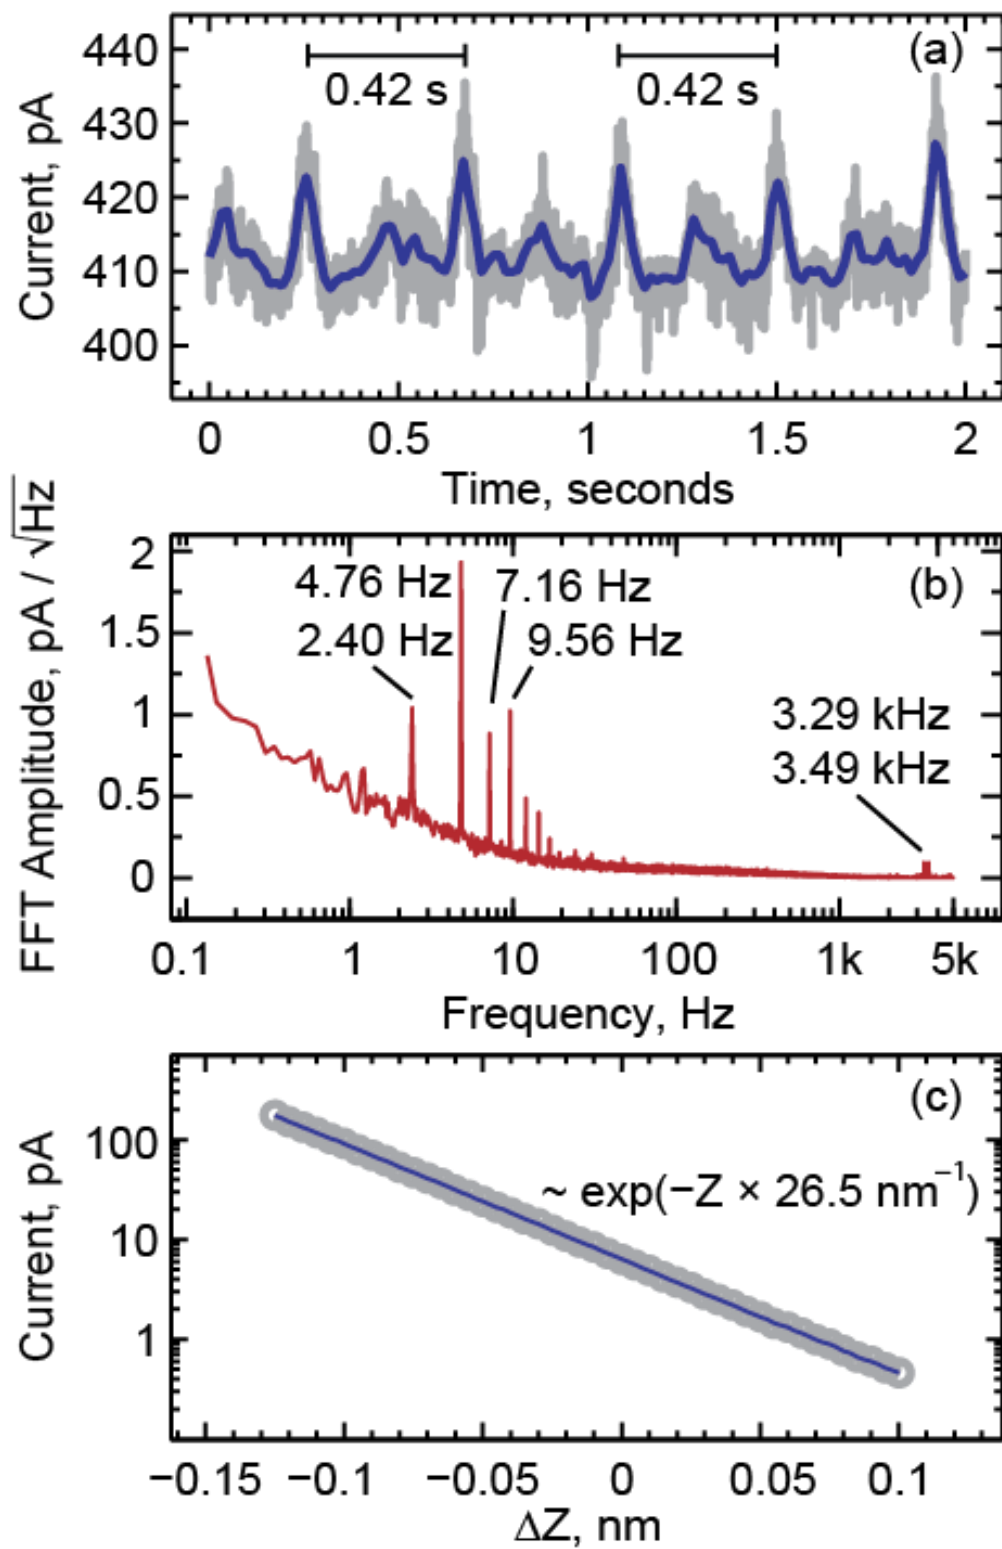 (a)
440
430
420
410
400
Current, pA
0.42 s
0.42 s
0
0.5
1
1.5
2
Time, seconds
(b)
2
1.5
1
0.5
0
FFT Amplitude, pA / √Hz
4.76 Hz
7.16 Hz
2.40 Hz
9.56 Hz
3.29 kHz
3.49 kHz
0.1
1
10
100
1k
5k
Frequency, Hz
(c)
100
10
1
Current, pA
~ exp(−Z × 26.5 nm⁻¹)
−0.15
−0.1
−0.05
0
0.05
0.1
ΔZ, nm